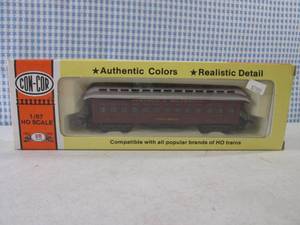 CON-COR
★Authentic Colors ★Realistic Detail
1/87
HO SCALE
Compatible with all popular brands of HO trains